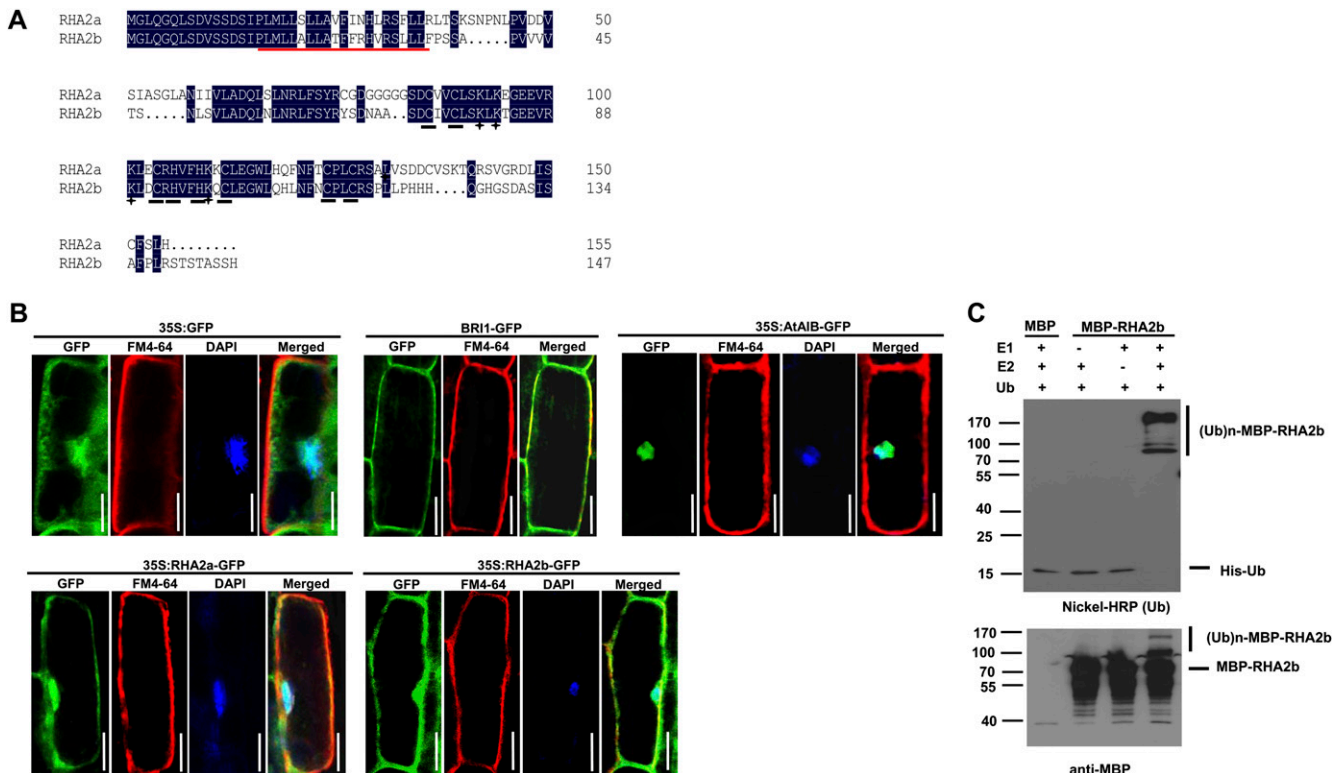 A
RHA2a MGLQGQLSDVSSDSIPLMLLSLLAVFINHLRSFLLRLTSKSNPNLPVDDV 50
RHA2b MGLQGQLSDVSSDSIPLMLLALLATFFRHVRSLLLFPSSA.....PVVVV 45
RHA2a SIASGLANIIVLADQLSLNRLFSYRCGDGGGGGSDCVVCLSKLKEGEEVR 100
RHA2b TS.....NLSVLADQLNLNRLFSYRYSDNAA..SDCIVCLSKLKTGEEVR 88
RHA2a KLECRHVFHKKCLEGWLHQFNFTCPLCRSALVSDDCVSKTQRSVGRDLIS 150
RHA2b KLDCRHVFHKQCLEGWLQHLNFNCPLCRSPLLPHHH....QGHGSDASIS 134
RHA2a CFSLH........ 155
RHA2b AFPLRSTSTASSH 147
B
35S:GFP
GFP FM4-64 DAPI Merged
BRI1-GFP
GFP FM4-64 Merged
35S:AtAIB-GFP
GFP FM4-64 DAPI Merged
35S:RHA2a-GFP
GFP FM4-64 DAPI Merged
35S:RHA2b-GFP
GFP FM4-64 DAPI Merged
C
MBP MBP-RHA2b
E1 + - + +
E2 + + - +
Ub + + + +
170
100
70
55
40
25
15
(Ub)n-MBP-RHA2b
His-Ub
Nickel-HRP (Ub)
170
100
70
55
40
(Ub)n-MBP-RHA2b
MBP-RHA2b
anti-MBP